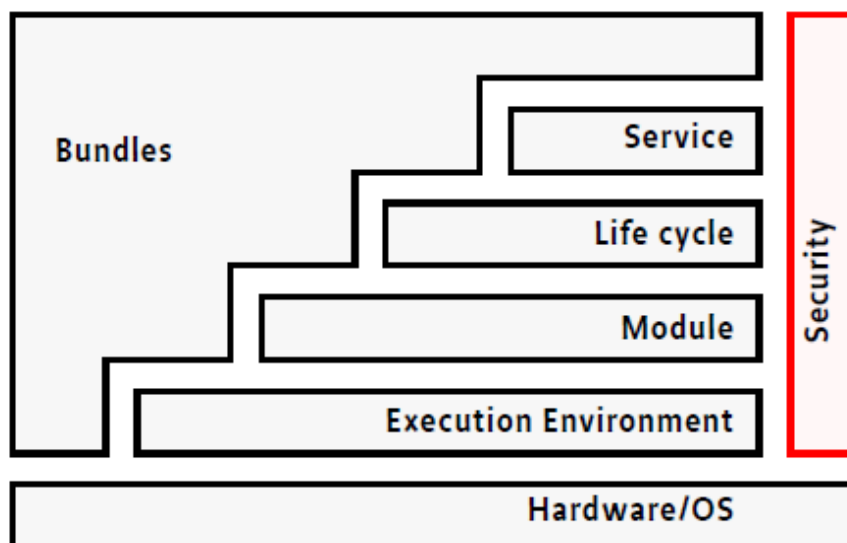 Bundles
Service
Life cycle
Module
Execution Environment
Security
Hardware/OS